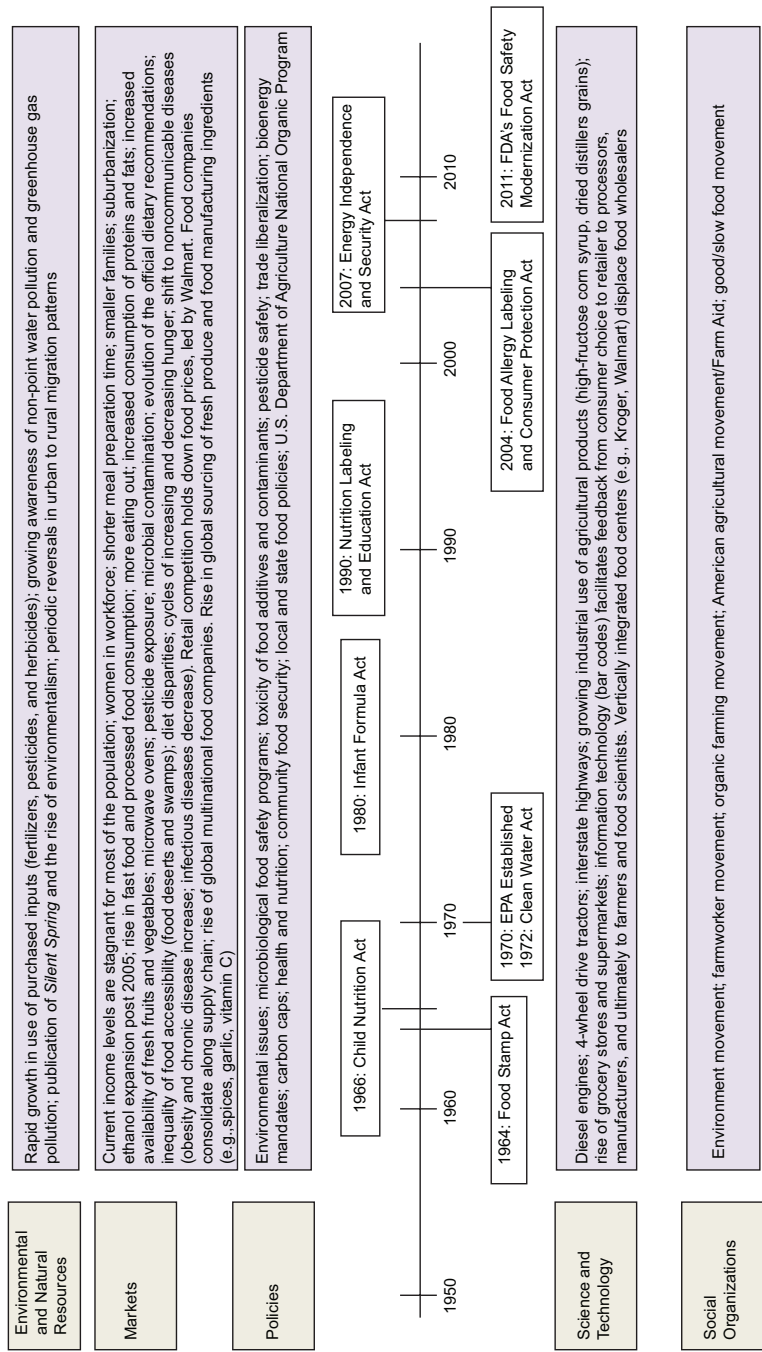 Environmental
and Natural
Resources
Rapid growth in use of purchased inputs (fertilizers, pesticides, and herbicides); growing awareness of non-point water pollution and greenhouse gas
pollution; publication of Silent Spring and the rise of environmentalism; periodic reversals in urban to rural migration patterns
Markets
Current income levels are stagnant for most of the population; women in workforce; shorter meal preparation time; smaller families; suburbanization;
ethanol expansion post 2005; rise in fast food and processed food consumption; more eating out; increased consumption of proteins and fats; increased
availability of fresh fruits and vegetables; microwave ovens; pesticide exposure; microbial contamination; evolution of the official dietary recommendations;
inequality of food accessibility (food deserts and swamps); diet disparities; cycles of increasing and decreasing hunger; shift to noncommunicable diseases
(obesity and chronic disease increase; infectious diseases decrease). Retail competition holds down food prices, led by Walmart. Food companies
consolidate along supply chain; rise of global multinational food companies. Rise in global sourcing of fresh produce and food manufacturing ingredients
(e.g.,spices, garlic, vitamin C)
Policies
Environmental issues; microbiological food safety programs; toxicity of food additives and contaminants; pesticide safety; trade liberalization; bioenergy
mandates; carbon caps; health and nutrition; community food security; local and state food policies; U.S. Department of Agriculture National Organic Program
1966: Child Nutrition Act
1980: Infant Formula Act
1990: Nutrition Labeling
and Education Act
2007: Energy Independence
and Security Act
1950
1960
1970
1980
1990
2000
2010
1964: Food Stamp Act
1970: EPA Established
1972: Clean Water Act
2004: Food Allergy Labeling
and Consumer Protection Act
2011: FDA's Food Safety
Modernization Act
Science and
Technology
Diesel engines; 4-wheel drive tractors; interstate highways; growing industrial use of agricultural products (high-fructose corn syrup, dried distillers grains);
rise of grocery stores and supermarkets; information technology (bar codes) facilitates feedback from consumer choice to retailer to processors,
manufacturers, and ultimately to farmers and food scientists. Vertically integrated food centers (e.g., Kroger, Walmart) displace food wholesalers
Social
Organizations
Environment movement; farmworker movement; organic farming movement; American agricultural movement/Farm Aid; good/slow food movement